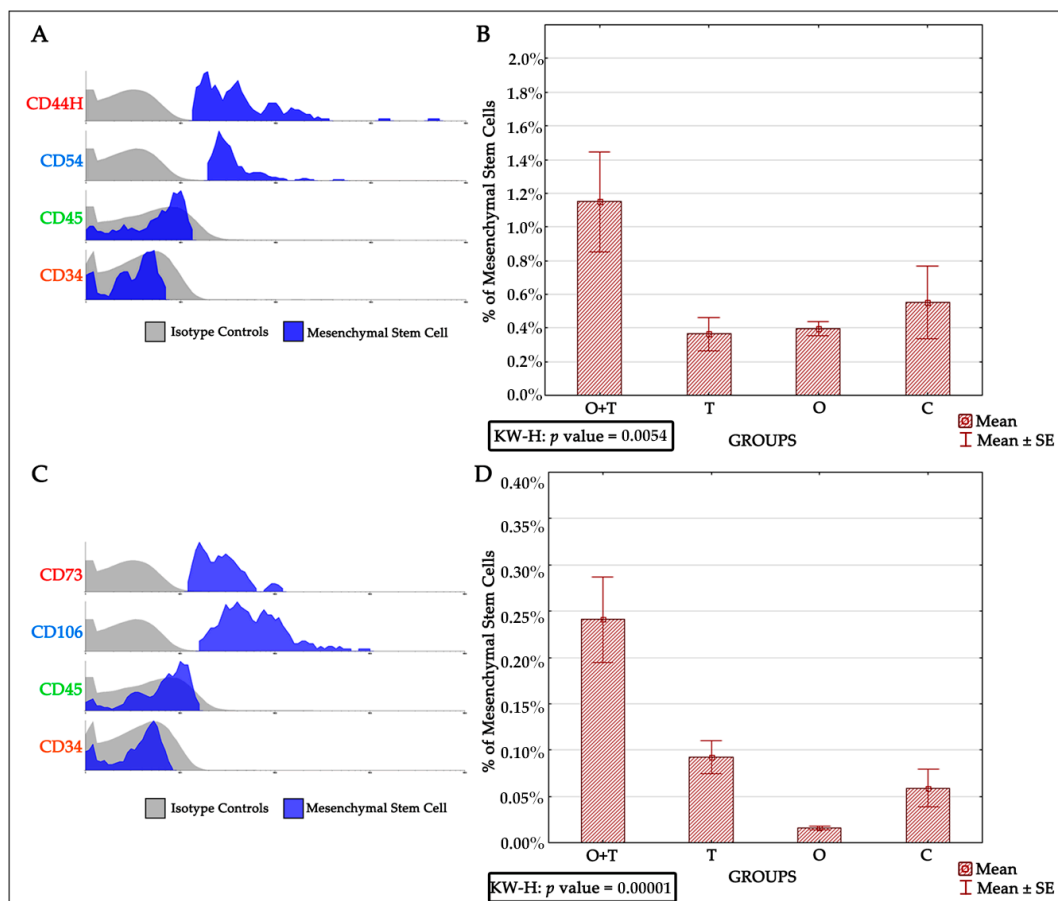 A
CD44H
CD54
CD45
CD34
Isotype Controls
Mesenchymal Stem Cell
B
% of Mesenchymal Stem Cells
2.0%
1.8%
1.6%
1.4%
1.2%
1.0%
0.8%
0.6%
0.4%
0.2%
0.0%
O+T
T
O
C
KW-H: p value = 0.0054
GROUPS
Mean
Mean ± SE
C
CD73
CD106
CD45
CD34
Isotype Controls
Mesenchymal Stem Cell
D
% of Mesenchymal Stem Cells
0.40%
0.35%
0.30%
0.25%
0.20%
0.15%
0.10%
0.05%
0.00%
O+T
T
O
C
KW-H: p value = 0.00001
GROUPS
Mean
Mean ± SE